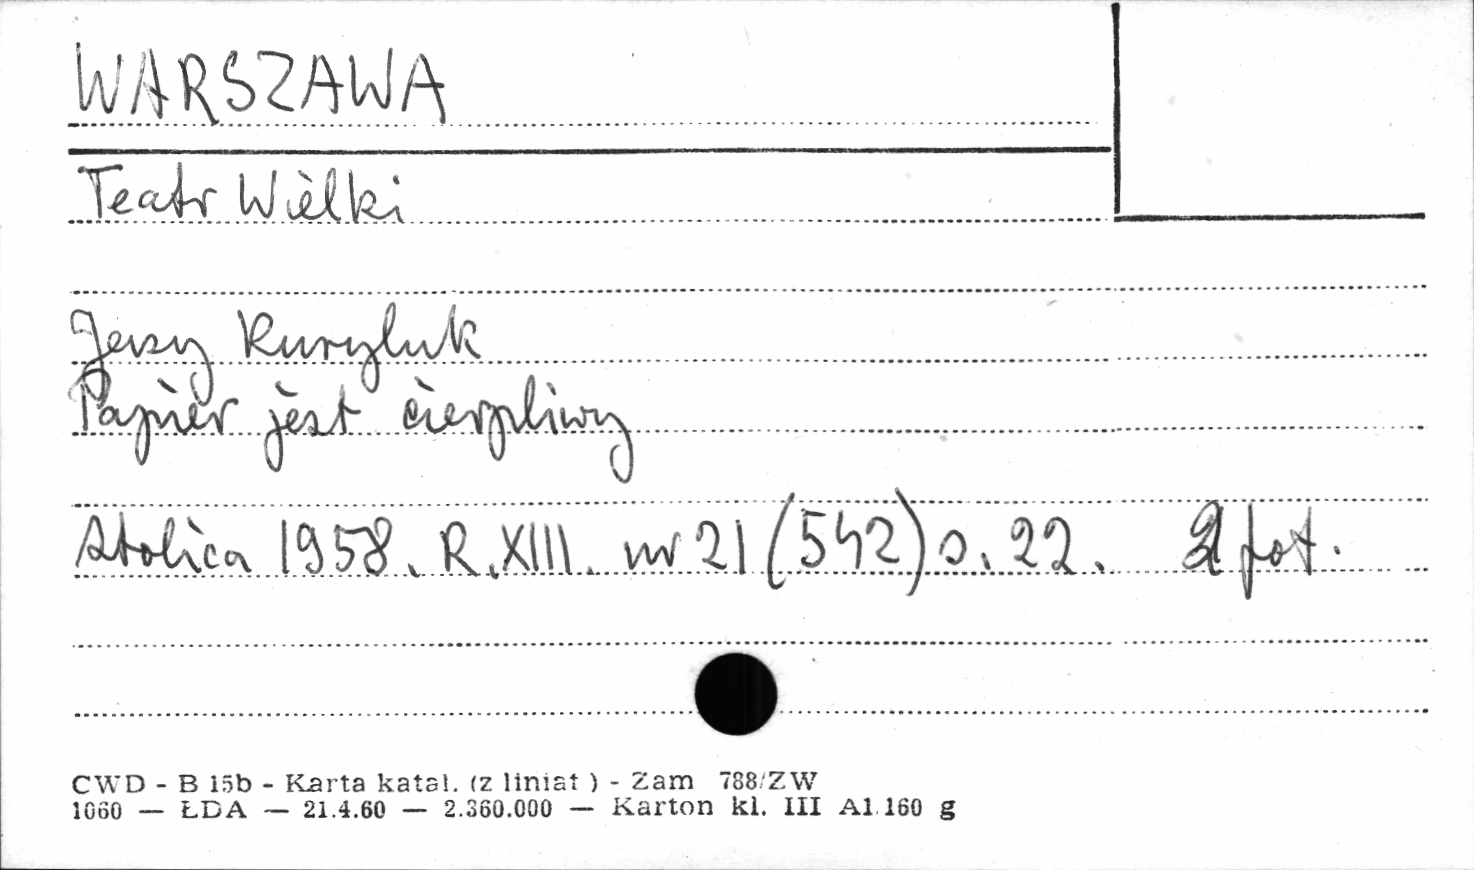 WARSZAWA
Teatr Wielki
Jerzy Kuryluk
Papier jest cierpliwy
Stolica 1958. R.XIII. nr 21 (542) s. 22. 2 fot.
CWD - B 15b - Karta katal. (z liniat ) - Zam 788/ZW
1060 — ŁDA — 21.4.60 — 2.360.000 — Karton kl. III A1.160 g